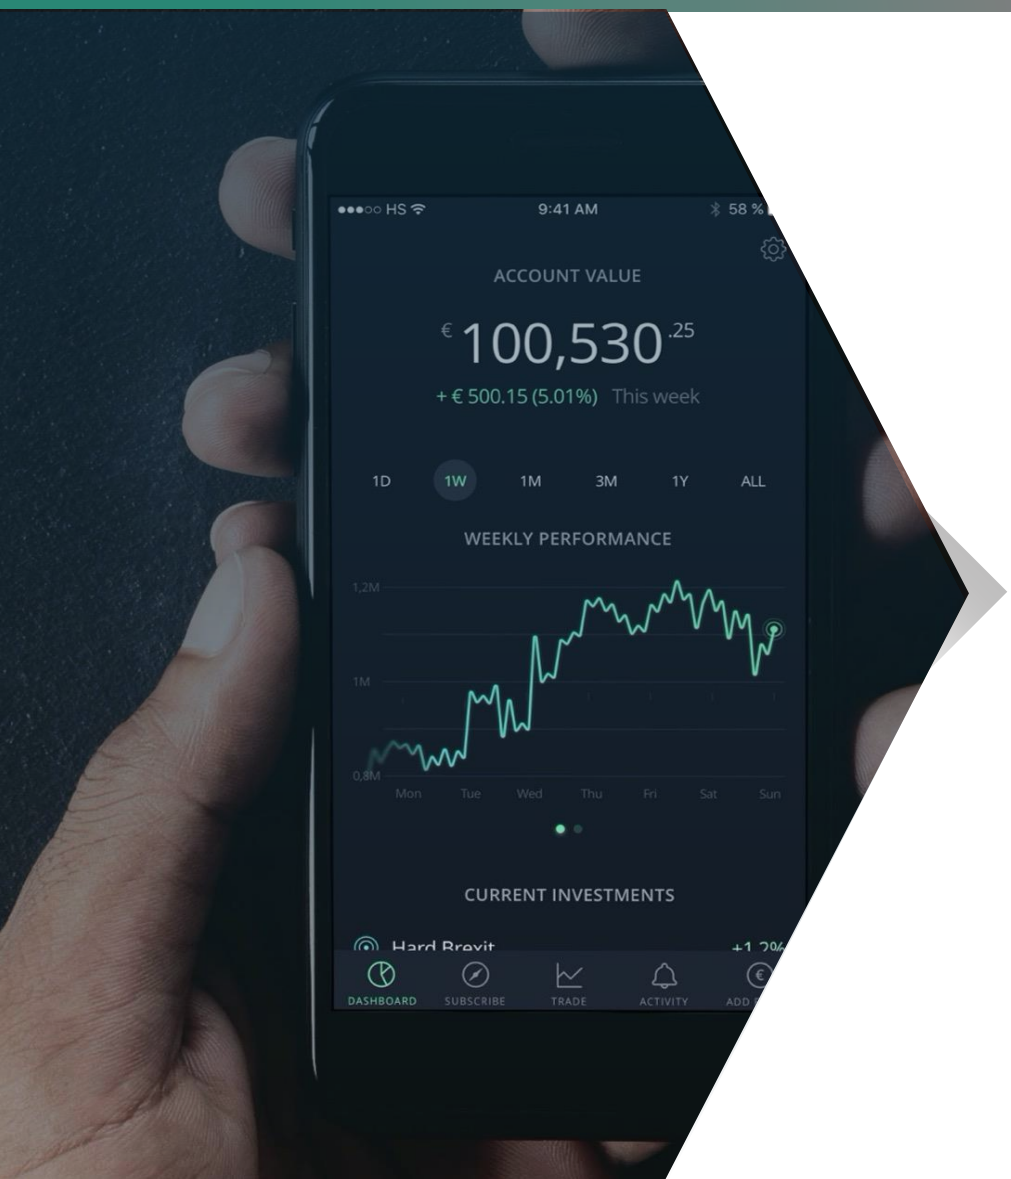 HS 9:41 AM 58 %
ACCOUNT VALUE
€ 100,530.25
+ € 500.15 (5.01%) This week
1D 1W 1M 3M 1Y ALL
WEEKLY PERFORMANCE
1,2M
1M
0,8M
Mon Tue Wed Thu Fri Sat Sun
CURRENT INVESTMENTS
Hard Brexit +1.2%
DASHBOARD SUBSCRIBE TRADE ACTIVITY ADD